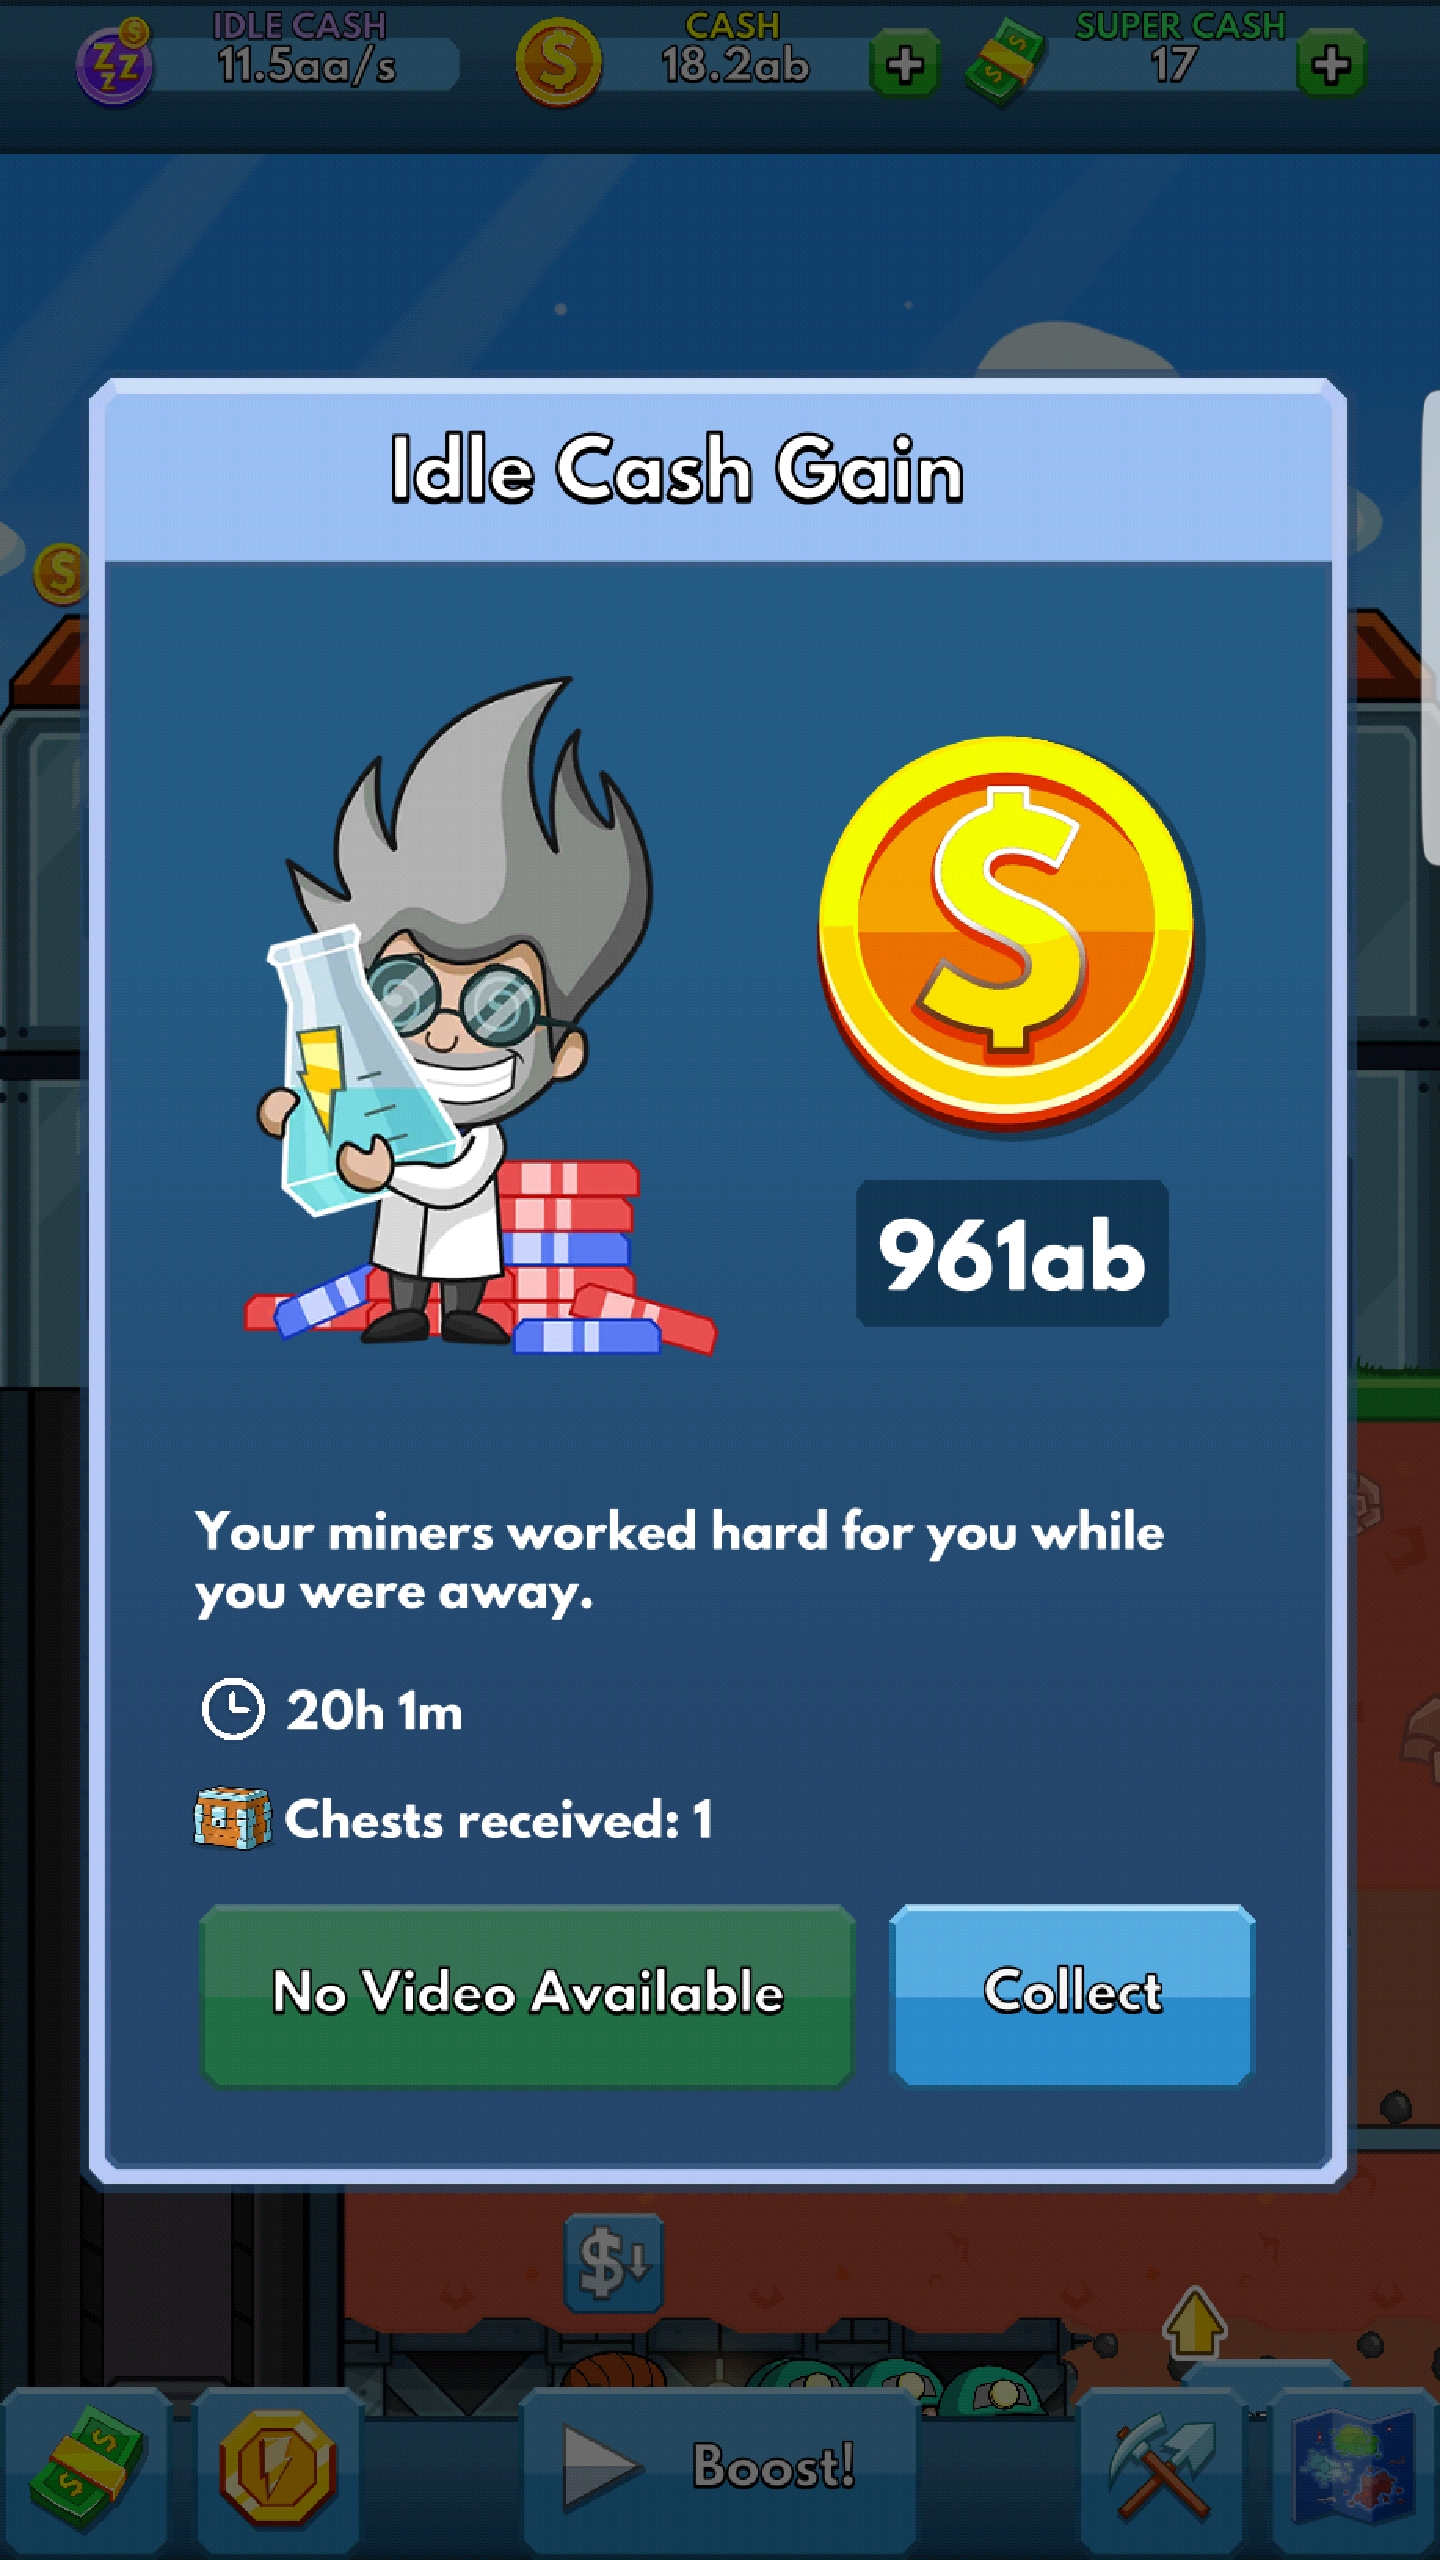 IDLE CASH
11.5aa/s
CASH
18.2ab
SUPER CASH
17
Idle Cash Gain
961ab
Your miners worked hard for you while
you were away.
20h 1m
Chests received: 1
No Video Available
Collect
Boost!